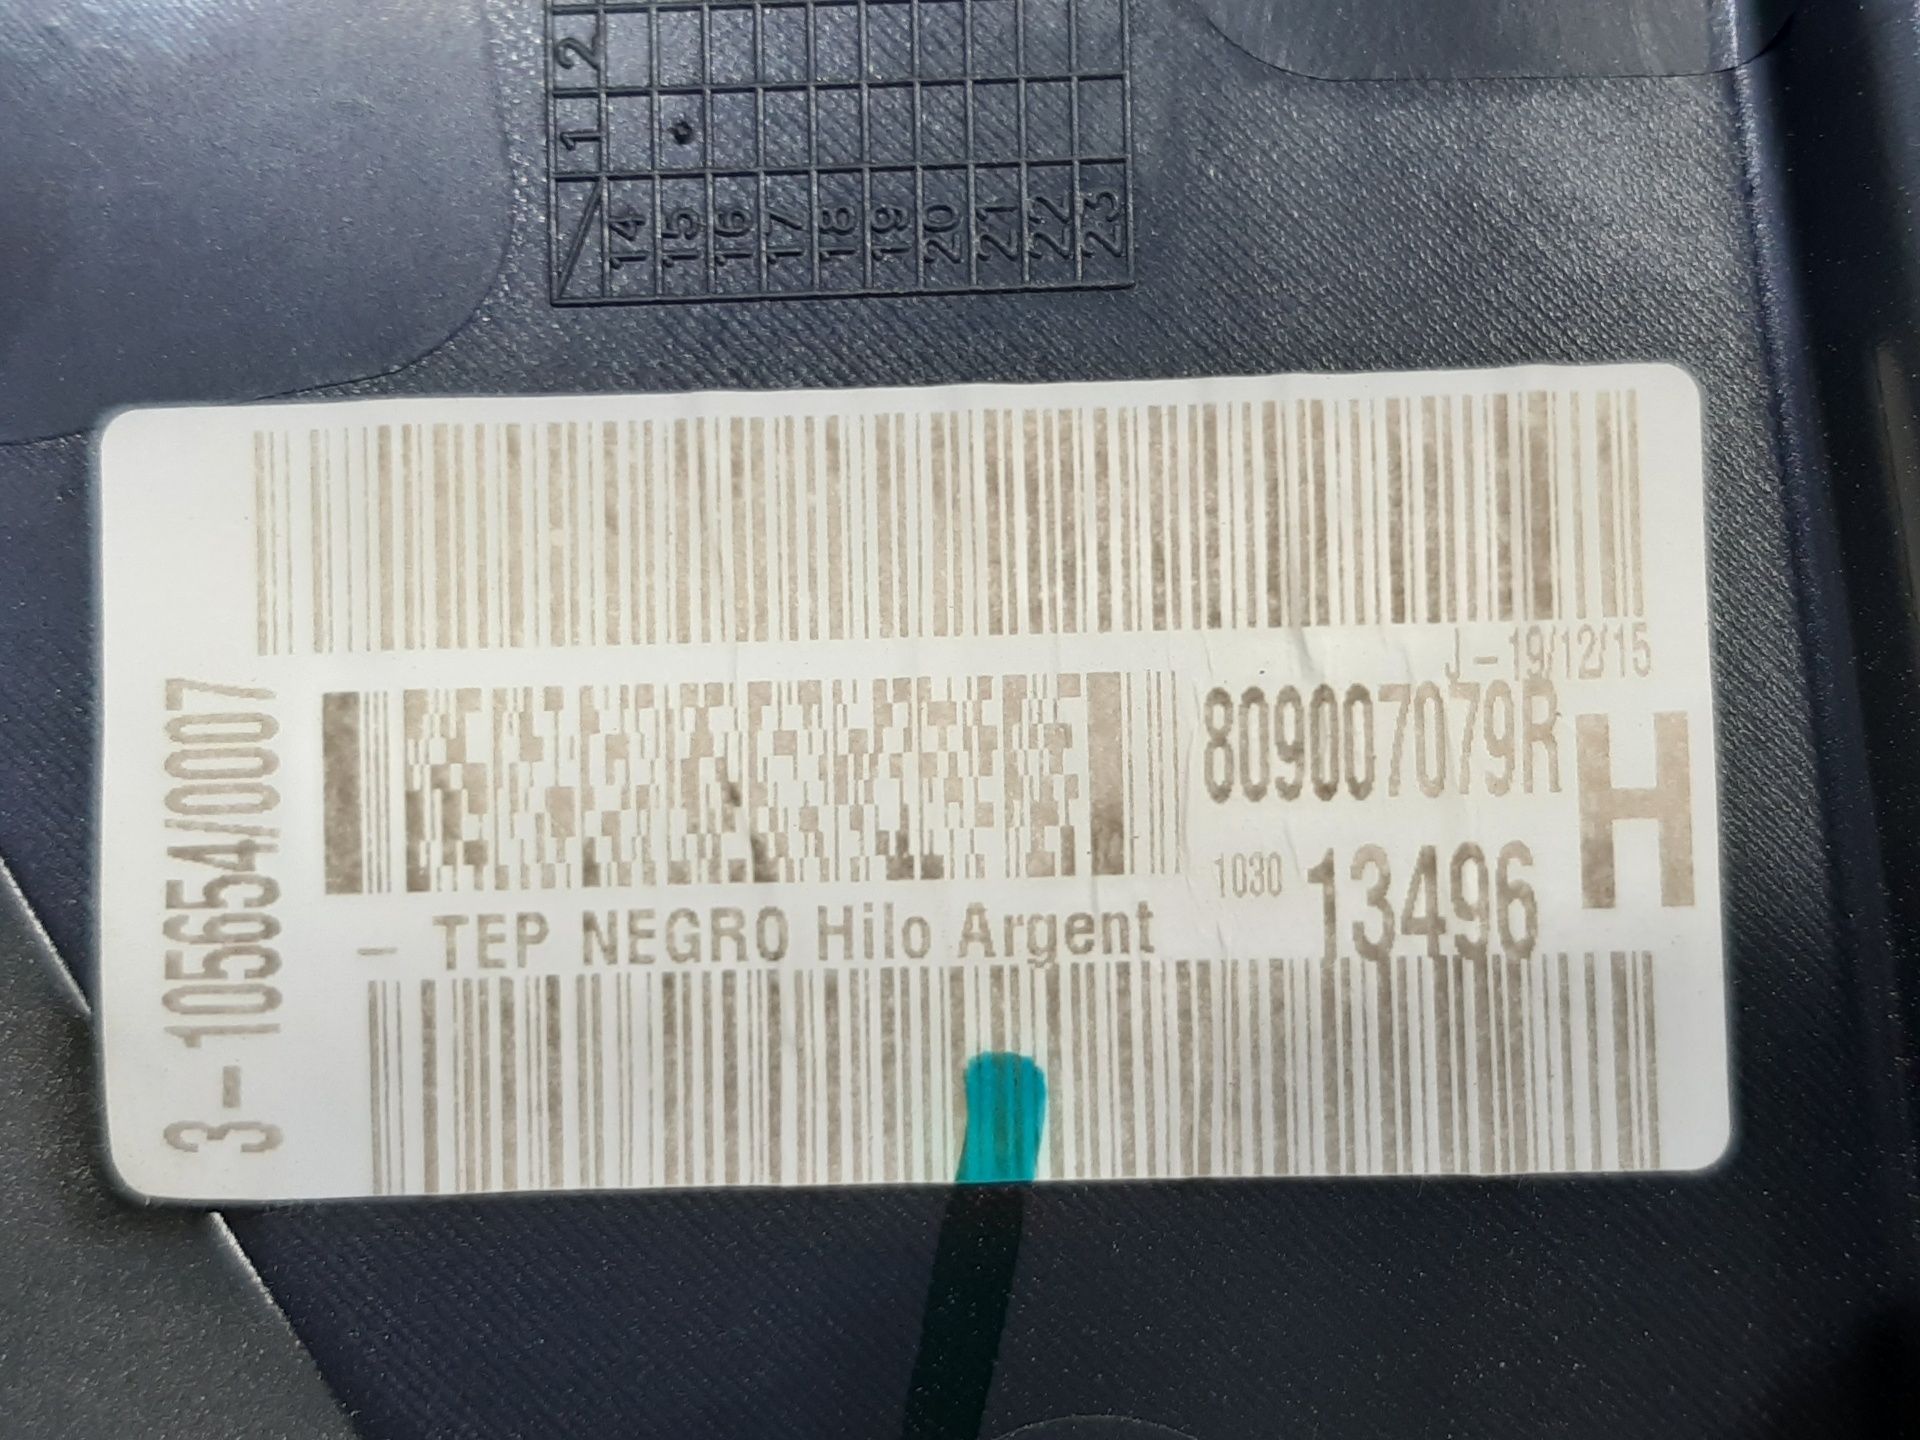 2
1
14 15 16 17 18 19 20 21 22 23
J-19/12/15
809007079R
H
1030 13496
- TEP NEGRO Hilo Argent
3-105654/0007